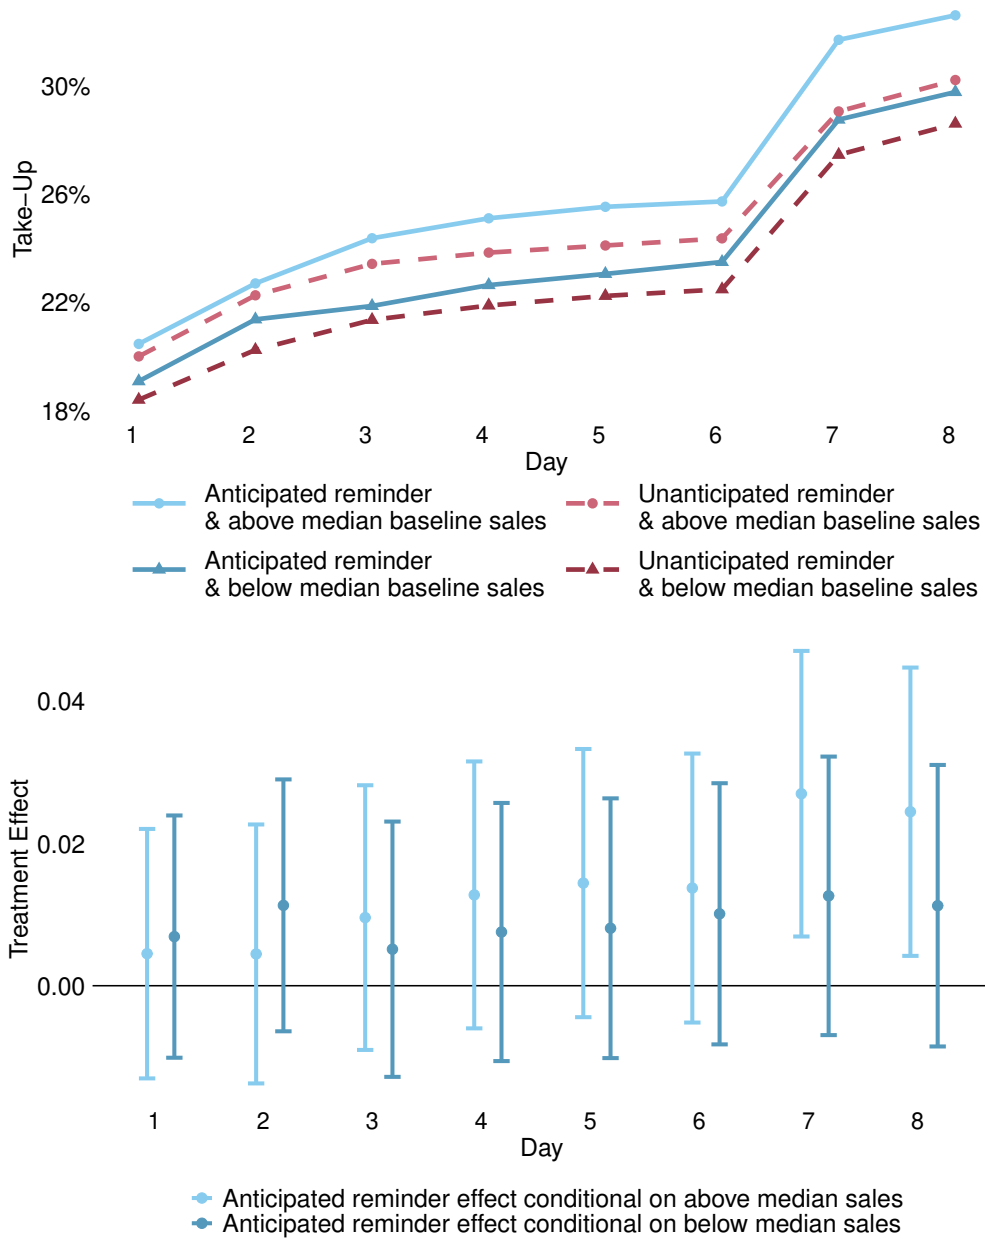 30%
26%
22%
18%
Take−Up
1 2 3 4 5 6 7 8
Day
Anticipated reminder
& above median baseline sales
Unanticipated reminder
& above median baseline sales
Anticipated reminder
& below median baseline sales
Unanticipated reminder
& below median baseline sales
0.04
0.02
0.00
Treatment Effect
1 2 3 4 5 6 7 8
Day
Anticipated reminder effect conditional on above median sales
Anticipated reminder effect conditional on below median sales